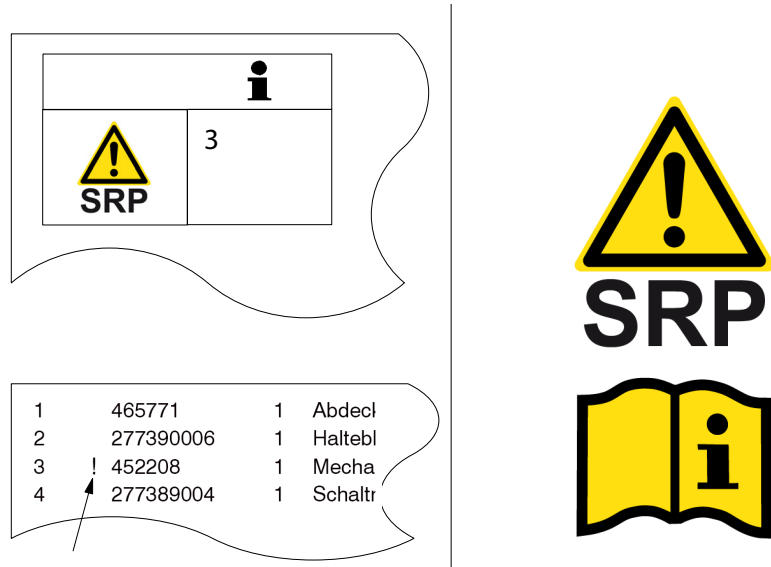 i
3
SRP
1 465771 1 Abdeck
2 277390006 1 Haltebl
3 ! 452208 1 Mecha
4 277389004 1 Schaltr
!
SRP
i